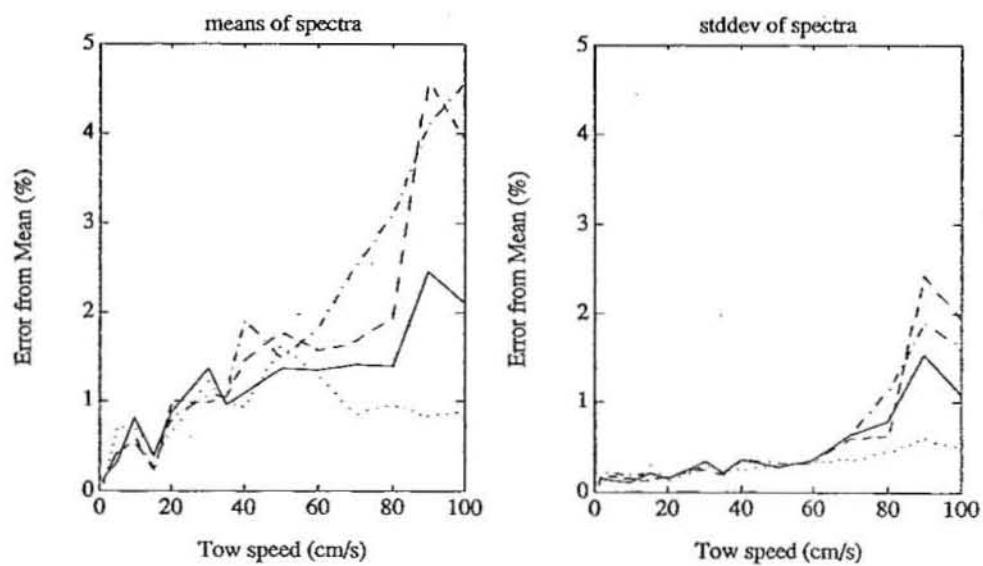 means of spectra
5
4
3
2
1
0
0 20 40 60 80 100
Error from Mean (%)
Tow speed (cm/s)
stddev of spectra
5
4
3
2
1
0
0 20 40 60 80 100
Error from Mean (%)
Tow speed (cm/s)